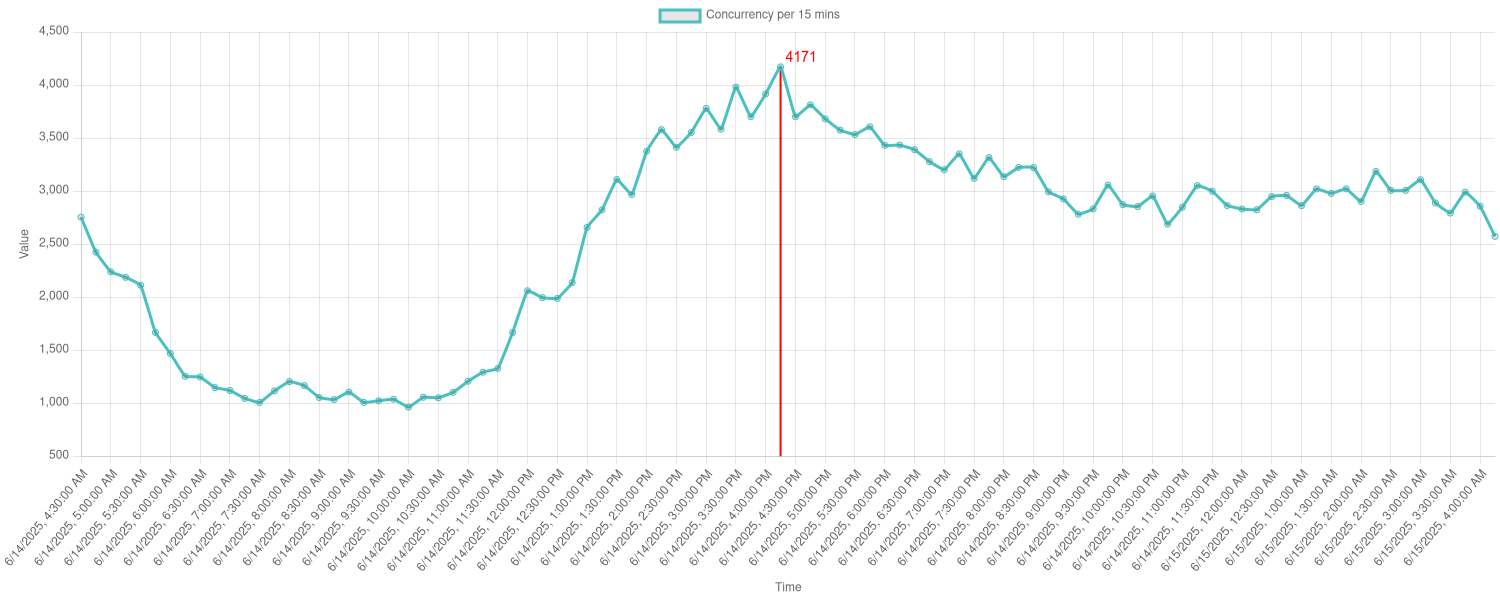 Concurrency per 15 mins
4171
4,500
4,000
3,500
3,000
2,500
2,000
1,500
1,000
500
Value
6/14/2025, 4:30:00 AM
6/14/2025, 5:00:00 AM
6/14/2025, 5:30:00 AM
6/14/2025, 6:00:00 AM
6/14/2025, 6:30:00 AM
6/14/2025, 7:00:00 AM
6/14/2025, 7:30:00 AM
6/14/2025, 8:00:00 AM
6/14/2025, 8:30:00 AM
6/14/2025, 9:00:00 AM
6/14/2025, 9:30:00 AM
6/14/2025, 10:00:00 AM
6/14/2025, 10:30:00 AM
6/14/2025, 11:00:00 AM
6/14/2025, 11:30:00 AM
6/14/2025, 12:00:00 PM
6/14/2025, 12:30:00 PM
6/14/2025, 1:00:00 PM
6/14/2025, 1:30:00 PM
6/14/2025, 2:00:00 PM
6/14/2025, 2:30:00 PM
6/14/2025, 3:00:00 PM
6/14/2025, 3:30:00 PM
6/14/2025, 4:00:00 PM
6/14/2025, 4:30:00 PM
6/14/2025, 5:00:00 PM
6/14/2025, 5:30:00 PM
6/14/2025, 6:00:00 PM
6/14/2025, 6:30:00 PM
6/14/2025, 7:00:00 PM
6/14/2025, 7:30:00 PM
6/14/2025, 8:00:00 PM
6/14/2025, 8:30:00 PM
6/14/2025, 9:00:00 PM
6/14/2025, 9:30:00 PM
6/14/2025, 10:00:00 PM
6/14/2025, 10:30:00 PM
6/14/2025, 11:00:00 PM
6/14/2025, 11:30:00 PM
6/15/2025, 12:00:00 AM
6/15/2025, 12:30:00 AM
6/15/2025, 1:00:00 AM
6/15/2025, 1:30:00 AM
6/15/2025, 2:00:00 AM
6/15/2025, 2:30:00 AM
6/15/2025, 3:00:00 AM
6/15/2025, 3:30:00 AM
6/15/2025, 4:00:00 AM
Time